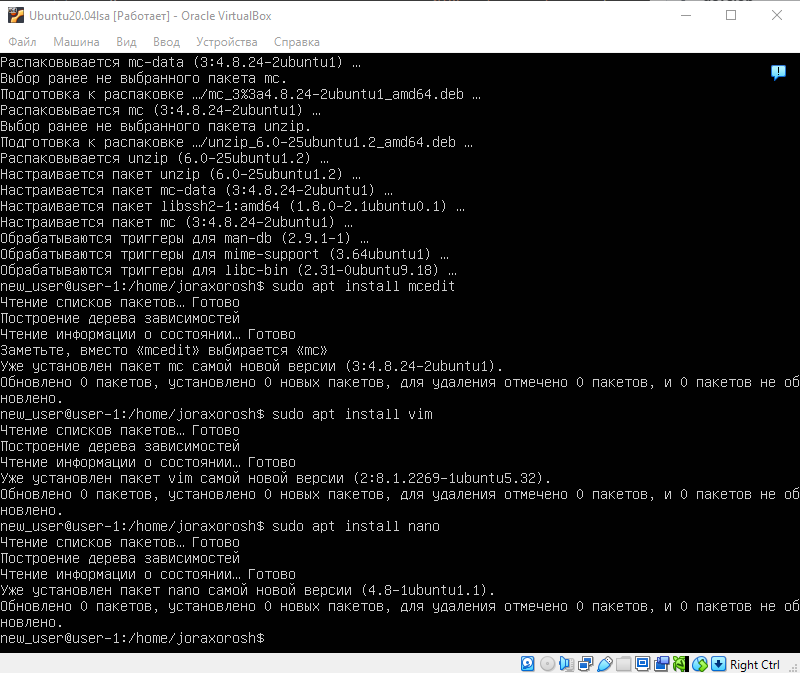 Ubuntu20.04lsa [Работает] - Oracle VirtualBox
Файл Машина Вид Ввод Устройства Справка
Распаковывается mc-data (3:4.8.24-2ubuntu1) …
Выбор ранее не выбранного пакета mc.
Подготовка к распаковке …/mc_3%3a4.8.24-2ubuntu1_amd64.deb …
Распаковывается mc (3:4.8.24-2ubuntu1) …
Выбор ранее не выбранного пакета unzip.
Подготовка к распаковке …/unzip_6.0-25ubuntu1.2_amd64.deb …
Распаковывается unzip (6.0-25ubuntu1.2) …
Настраивается пакет unzip (6.0-25ubuntu1.2) …
Настраивается пакет mc-data (3:4.8.24-2ubuntu1) …
Настраивается пакет libssh2-1:amd64 (1.8.0-2.1ubuntu0.1) …
Настраивается пакет mc (3:4.8.24-2ubuntu1) …
Обрабатываются триггеры для man-db (2.9.1-1) …
Обрабатываются триггеры для mime-support (3.64ubuntu1) …
Обрабатываются триггеры для libc-bin (2.31-0ubuntu9.18) …
new_user@user-1:/home/joraxorosh$ sudo apt install mcedit
Чтение списков пакетов… Готово
Построение дерева зависимостей
Чтение информации о состоянии… Готово
Заметьте, вместо «mcedit» выбирается «mc»
Уже установлен пакет mc самой новой версии (3:4.8.24-2ubuntu1).
Обновлено 0 пакетов, установлено 0 новых пакетов, для удаления отмечено 0 пакетов, и 0 пакетов не об
новлено.
new_user@user-1:/home/joraxorosh$ sudo apt install vim
Чтение списков пакетов… Готово
Построение дерева зависимостей
Чтение информации о состоянии… Готово
Уже установлен пакет vim самой новой версии (2:8.1.2269-1ubuntu5.32).
Обновлено 0 пакетов, установлено 0 новых пакетов, для удаления отмечено 0 пакетов, и 0 пакетов не об
новлено.
new_user@user-1:/home/joraxorosh$ sudo apt install nano
Чтение списков пакетов… Готово
Построение дерева зависимостей
Чтение информации о состоянии… Готово
Уже установлен пакет nano самой новой версии (4.8-1ubuntu1.1).
Обновлено 0 пакетов, установлено 0 новых пакетов, для удаления отмечено 0 пакетов, и 0 пакетов не об
новлено.
new_user@user-1:/home/joraxorosh$
Right Ctrl